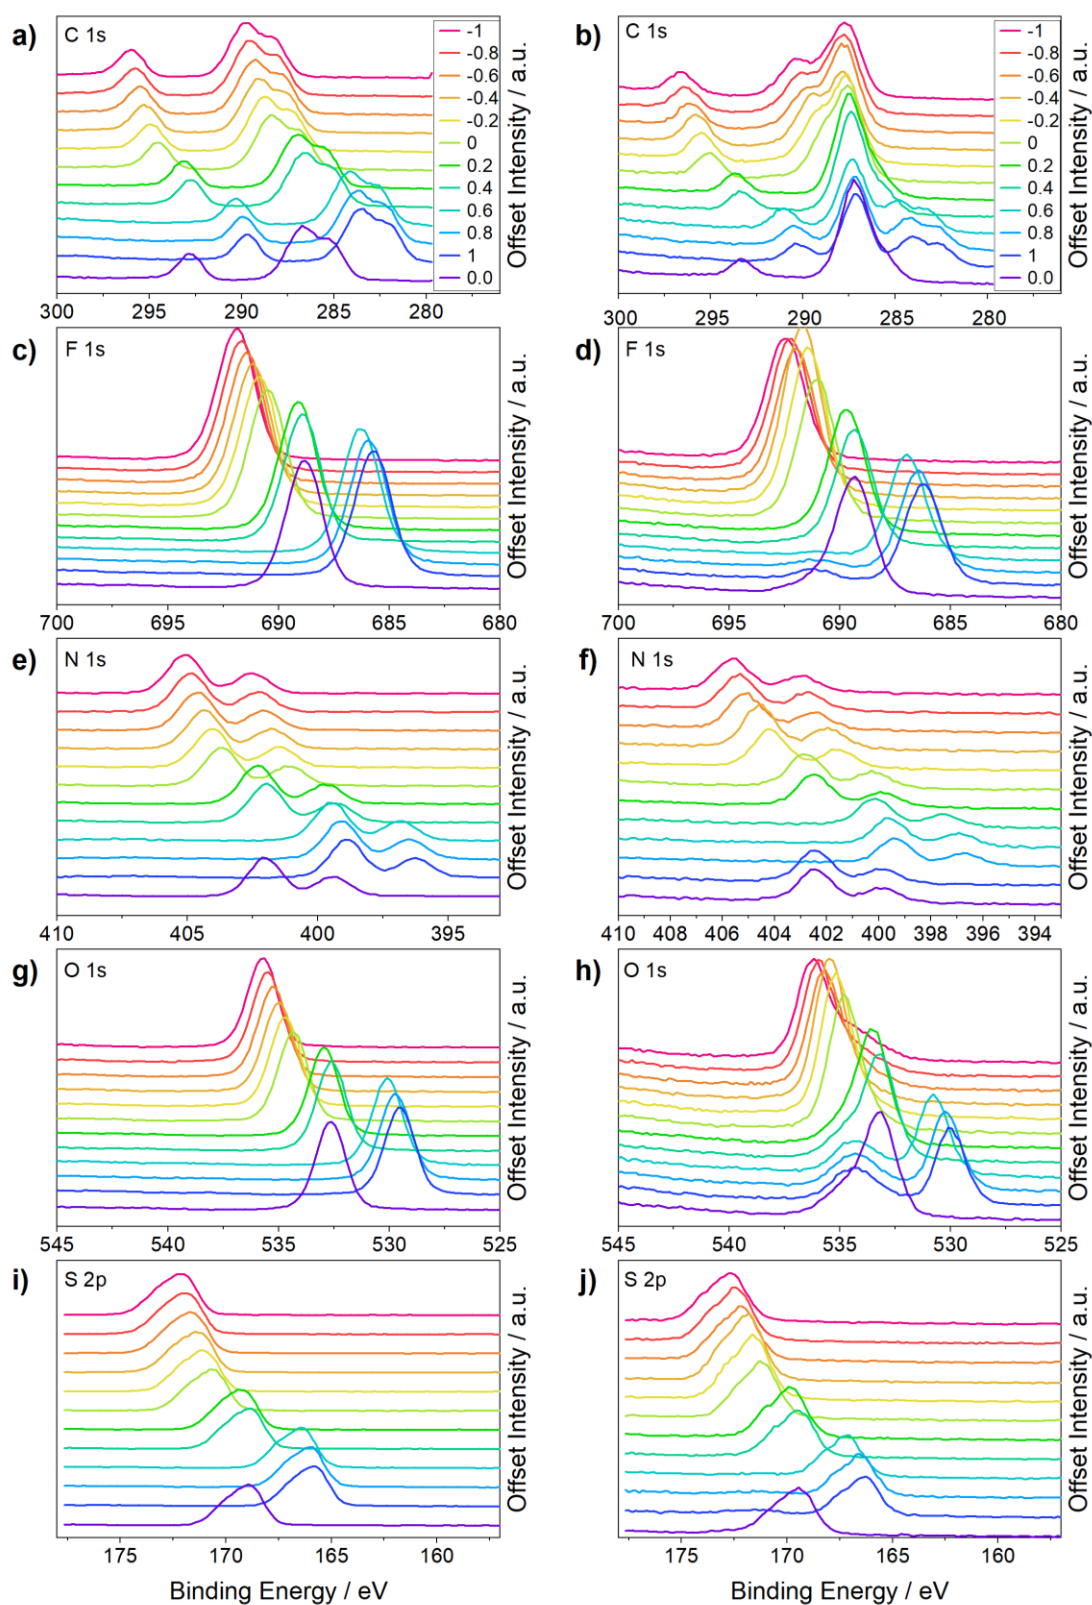 a) C 1s
-1
-0.8
-0.6
-0.4
-0.2
0
0.2
0.4
0.6
0.8
1
0.0
Offset Intensity / a.u.
300 295 290 285 280
b) C 1s
-1
-0.8
-0.6
-0.4
-0.2
0
0.2
0.4
0.6
0.8
1
0.0
Offset Intensity / a.u.
300 295 290 285 280
c) F 1s
Offset Intensity / a.u.
700 695 690 685 680
d) F 1s
Offset Intensity / a.u.
700 695 690 685 680
e) N 1s
Offset Intensity / a.u.
410 405 400 395
f) N 1s
Offset Intensity / a.u.
410 408 406 404 402 400 398 396 394
g) O 1s
Offset Intensity / a.u.
545 540 535 530 525
h) O 1s
Offset Intensity / a.u.
545 540 535 530 525
i) S 2p
Offset Intensity / a.u.
175 170 165 160
Binding Energy / eV
j) S 2p
Offset Intensity / a.u.
175 170 165 160
Binding Energy / eV